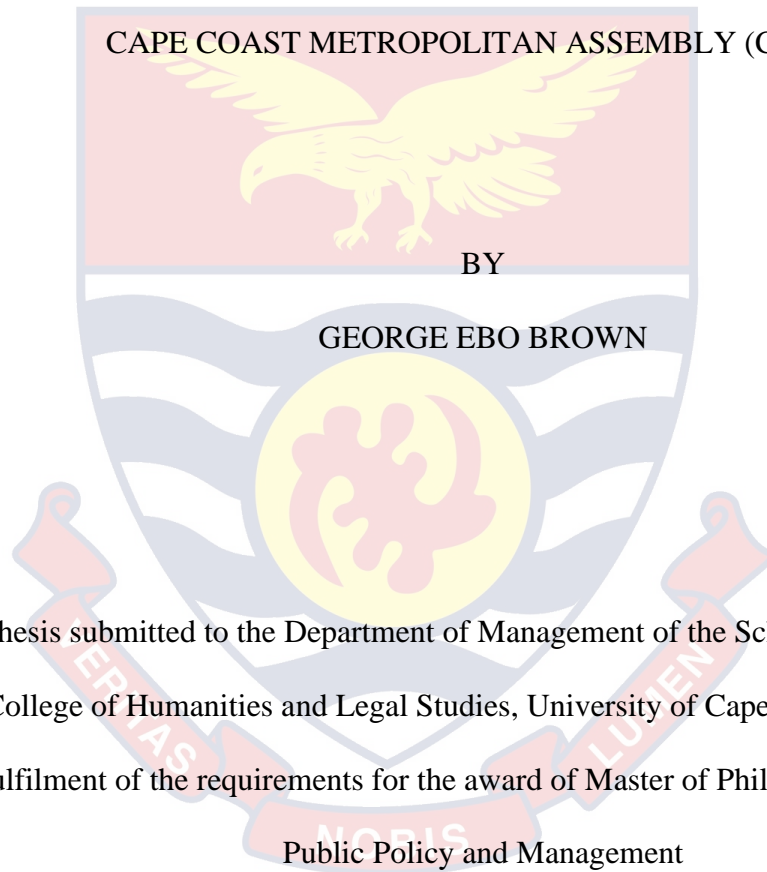 CAPE COAST METROPOLITAN ASSEMBLY (C
BY
GEORGE EBO BROWN
hesis submitted to the Department of Management of the Sc
College of Humanities and Legal Studies, University of Cape
ulfilment of the requirements for the award of Master of Phil
Public Policy and Management
VERITAS
NOBIS
LUMEN